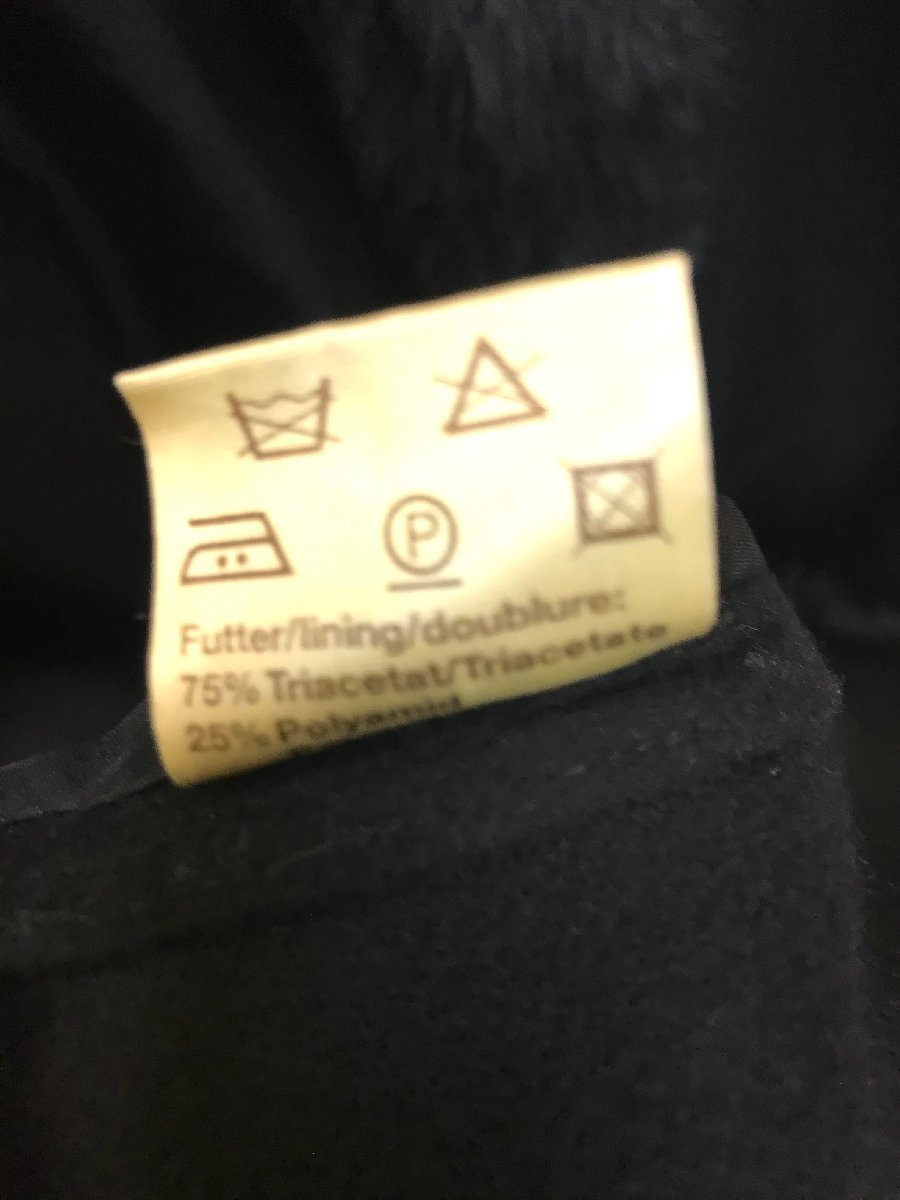 P
Futter/lining/doublure:
75% Triacetat/Triacetate
25% Polyamid